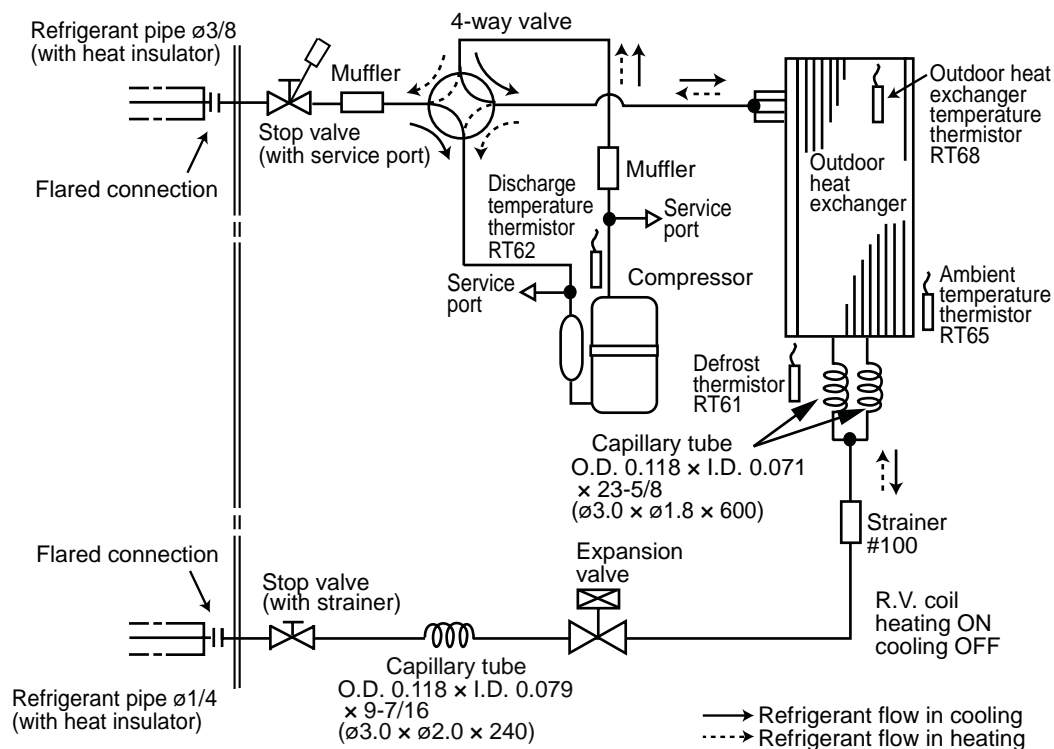 4-way valve
Refrigerant pipe ø3/8
(with heat insulator)
Muffler
Stop valve
(with service port)
Flared connection
Outdoor heat
exchanger
temperature
thermistor
RT68
Outdoor
heat
exchanger
Muffler
Discharge
temperature
thermistor
RT62
Service
port
Service
port
Compressor
Ambient
temperature
thermistor
RT65
Defrost
thermistor
RT61
Capillary tube
O.D. 0.118 × I.D. 0.071
× 23-5/8
(ø3.0 × ø1.8 × 600)
Strainer
#100
Flared connection
Stop valve
(with strainer)
Expansion
valve
R.V. coil
heating ON
cooling OFF
Refrigerant pipe ø1/4
(with heat insulator)
Capillary tube
O.D. 0.118 × I.D. 0.079
× 9-7/16
(ø3.0 × ø2.0 × 240)
Refrigerant flow in cooling
Refrigerant flow in heating